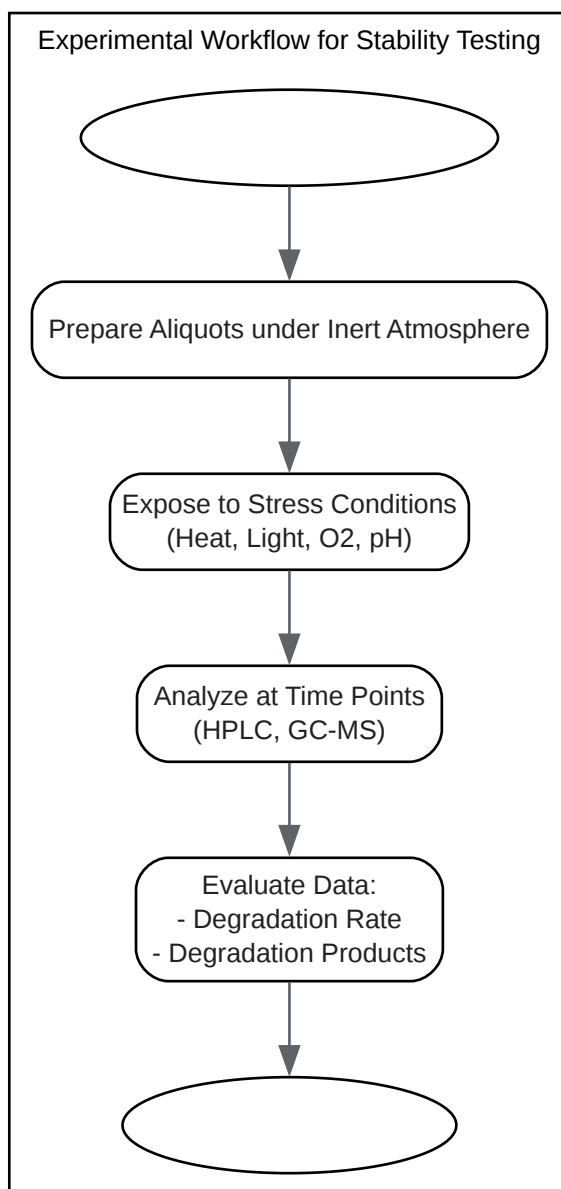 Experimental Workflow for Stability Testing
Prepare Aliquots under Inert Atmosphere
Expose to Stress Conditions
(Heat, Light, O2, pH)
Analyze at Time Points
(HPLC, GC-MS)
Evaluate Data:
- Degradation Rate
- Degradation Products